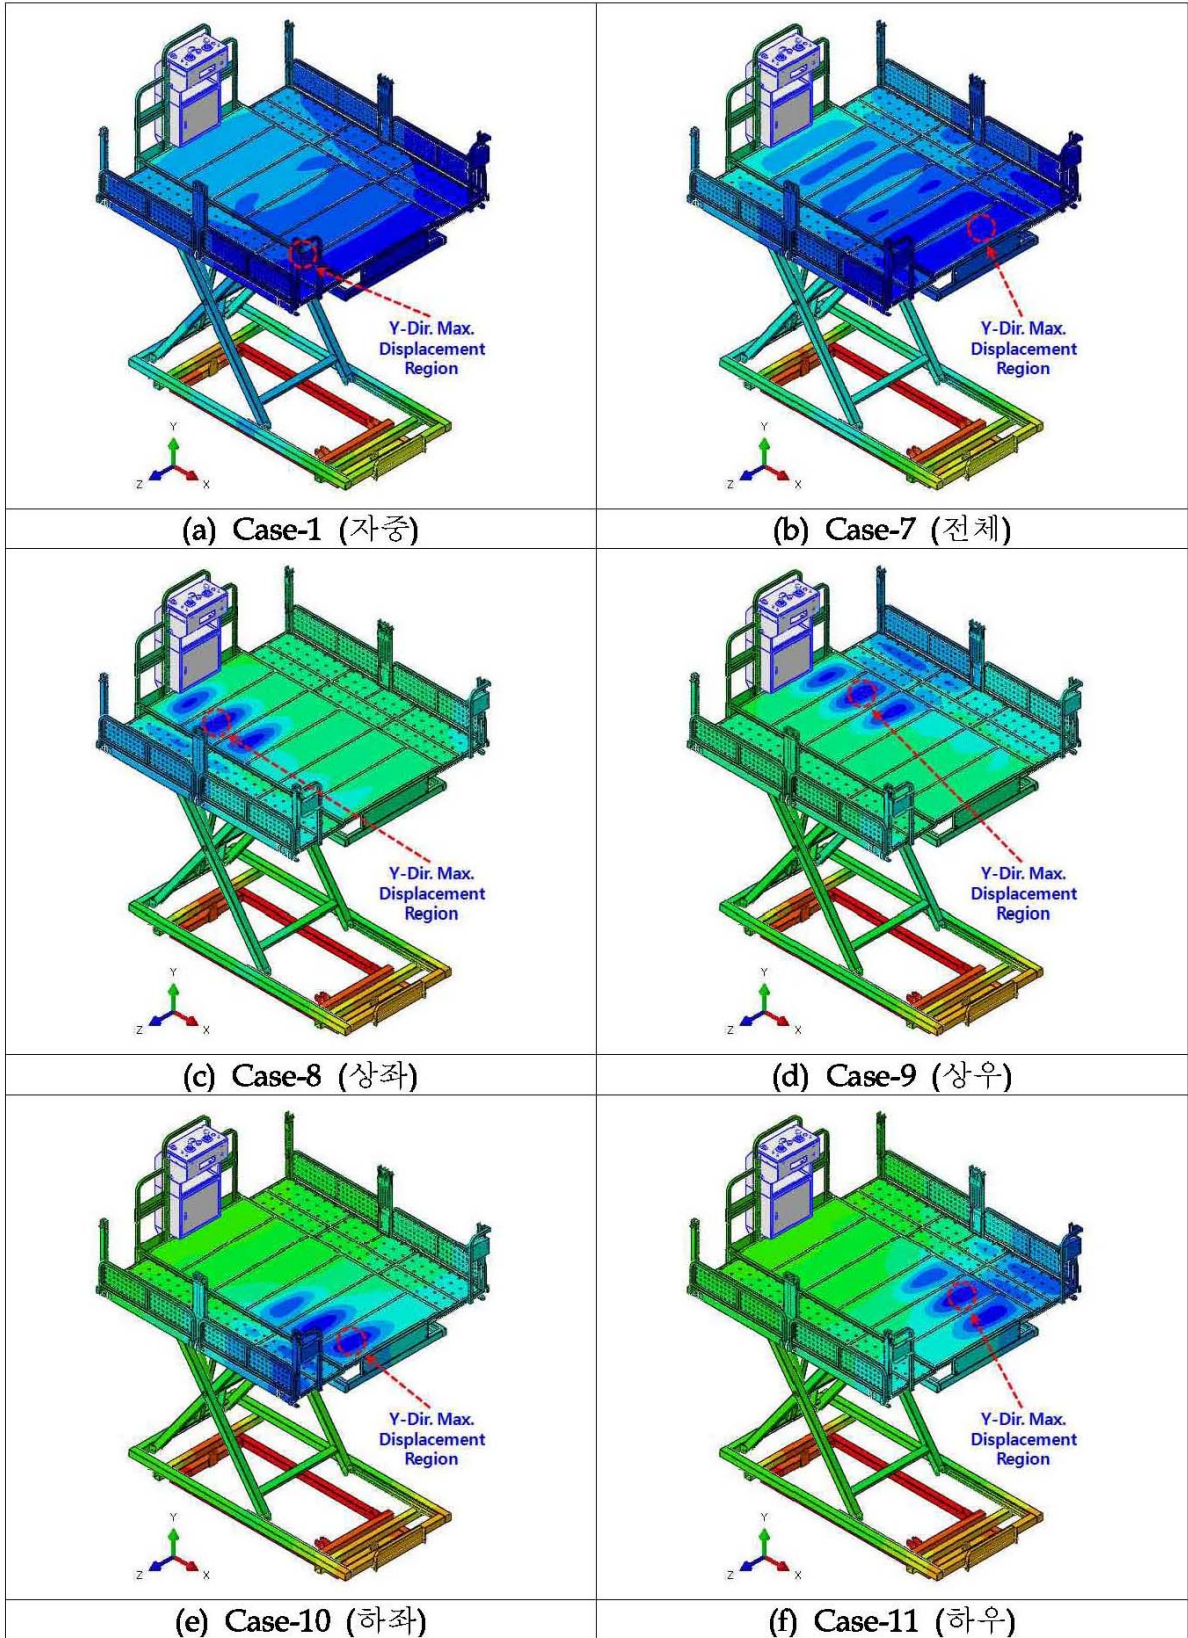 Y-Dir. Max.
Displacement
Region
Y
Z
X
Y-Dir. Max.
Displacement
Region
Y
Z
X
(a) Case-1 (자중)
(b) Case-7 (전체)
Y-Dir. Max.
Displacement
Region
Y
Z
X
Y-Dir. Max.
Displacement
Region
Y
Z
X
(c) Case-8 (상좌)
(d) Case-9 (상우)
Y-Dir. Max.
Displacement
Region
Y
Z
X
Y-Dir. Max.
Displacement
Region
Y
Z
X
(e) Case-10 (하좌)
(f) Case-11 (하우)